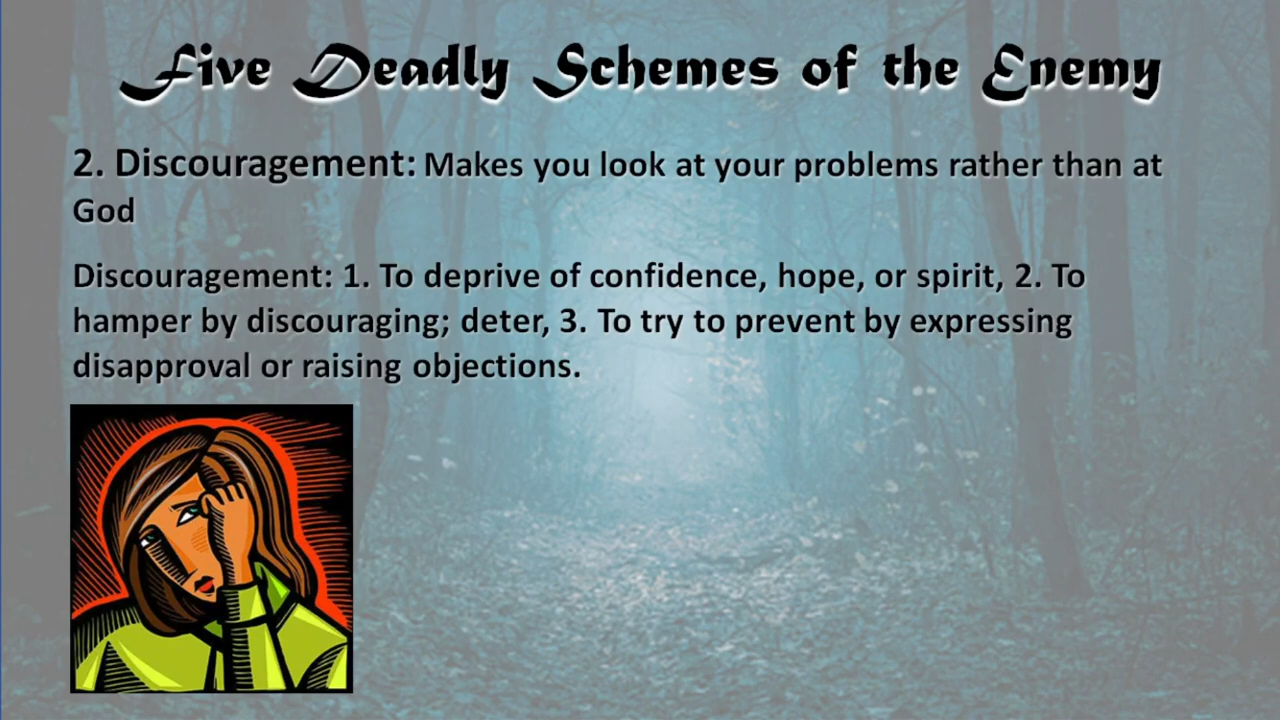 Five Deadly Schemes of the Enemy
2. Discouragement: Makes you look at your problems rather than at
God
Discouragement: 1. To deprive of confidence, hope, or spirit, 2. To
hamper by discouraging; deter, 3. To try to prevent by expressing
disapproval or raising objections.